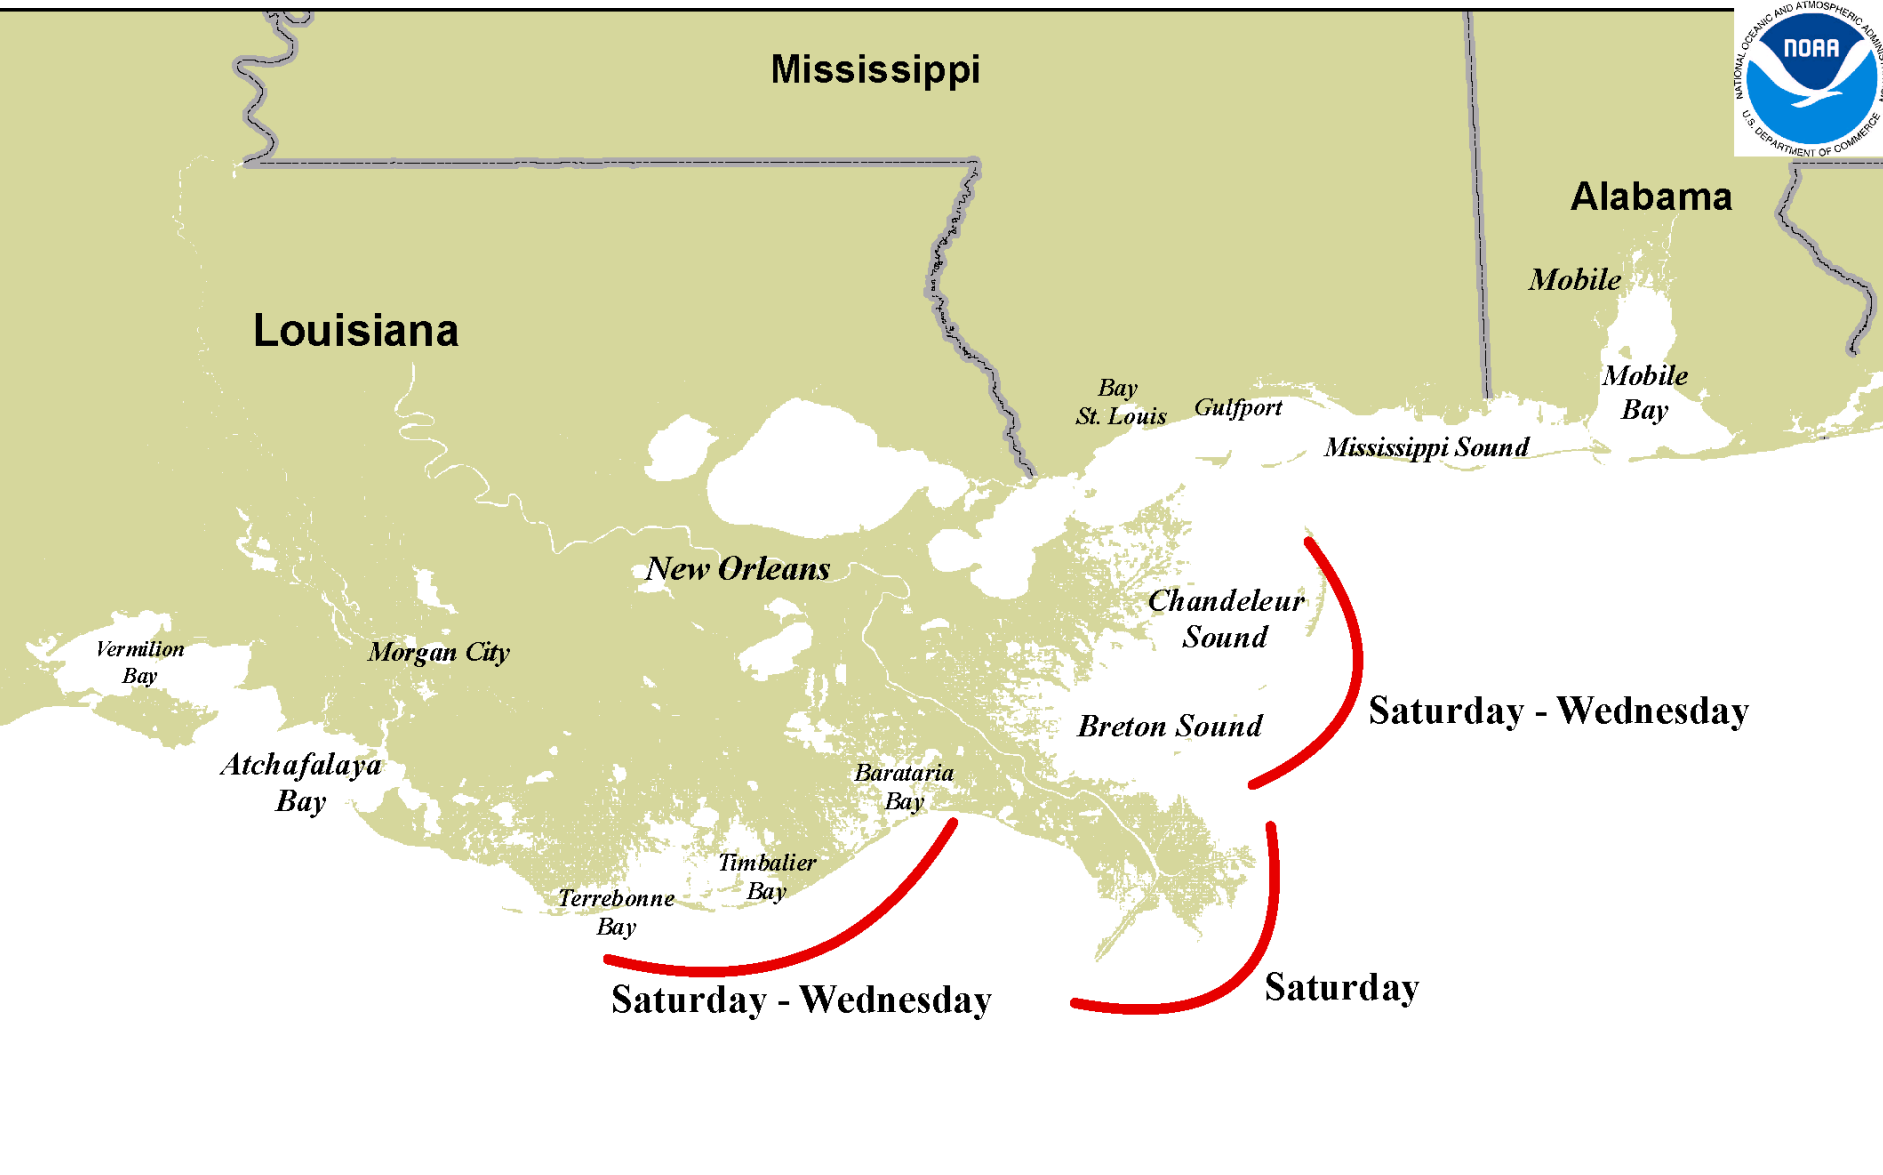 Mississippi
NATIONAL OCEANIC AND ATMOSPHERIC ADMINISTRATION
NOAA
U.S. DEPARTMENT OF COMMERCE
Alabama
Mobile
Louisiana
Mobile
Bay
Bay
St. Louis
Gulfport
Mississippi Sound
New Orleans
Chandeleur
Sound
Vermilion
Bay
Morgan City
Saturday - Wednesday
Breton Sound
Atchafalaya
Bay
Barataria
Bay
Timbalier
Bay
Terrebonne
Bay
Saturday
Saturday - Wednesday